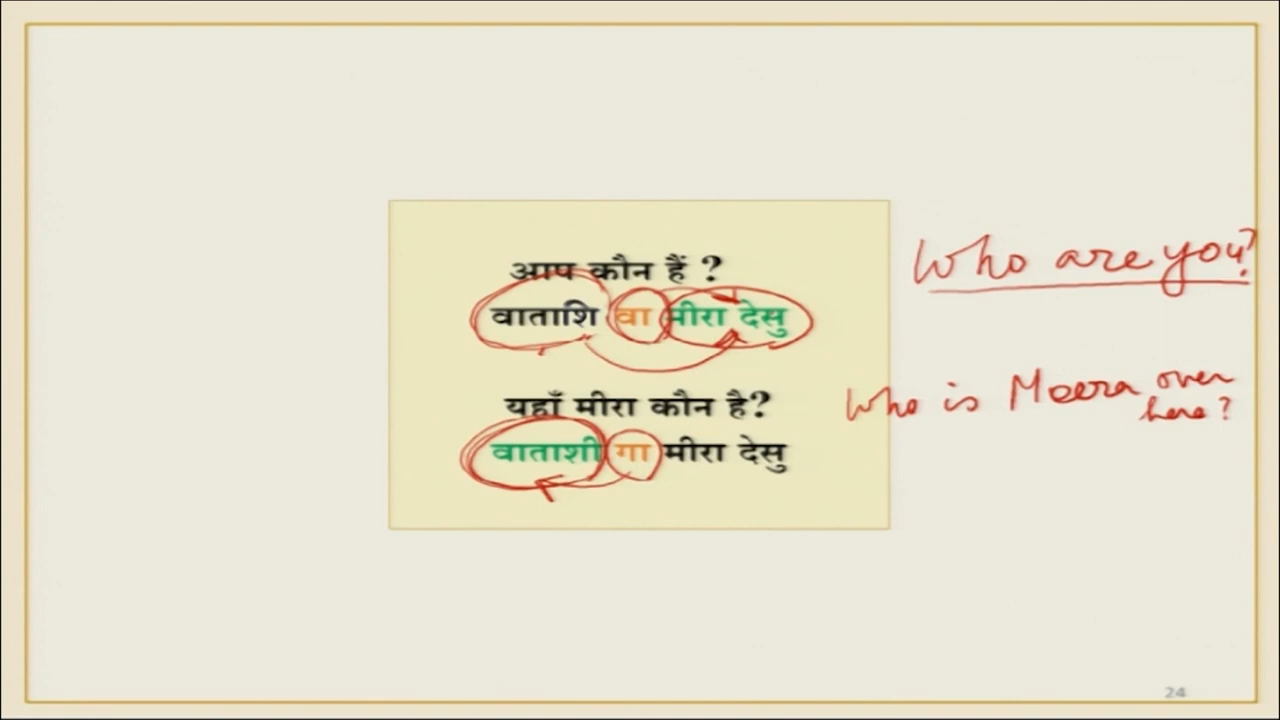 आप कौन हैं ?
वाताशि वा मीरा देसु
Who are you?
यहाँ मीरा कौन है?
वाताशी गा मीरा देसु
Who is Meera over
here?
24